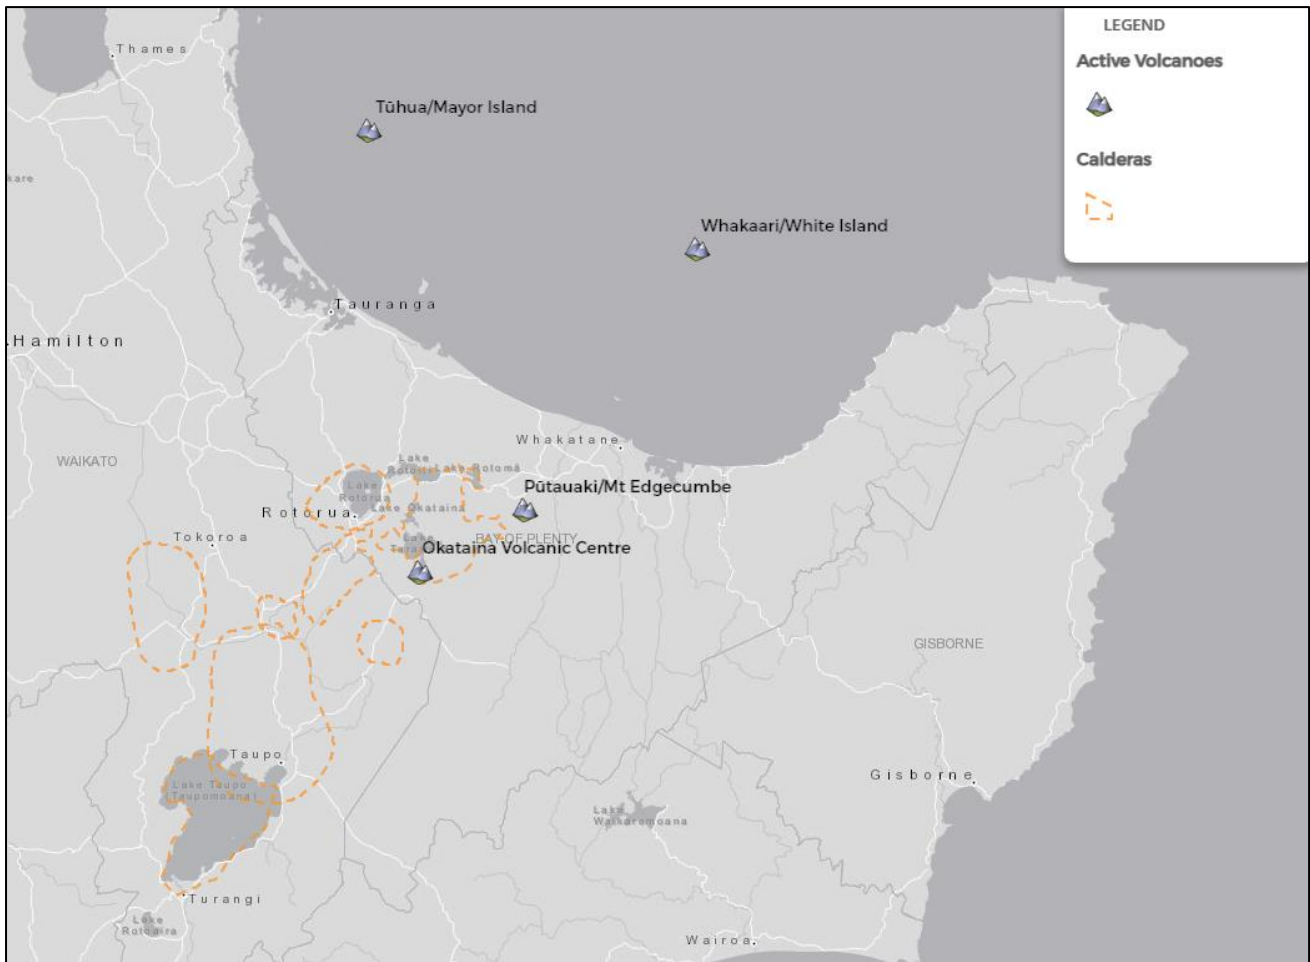 LEGEND
Active Volcanoes
Calderas
Thames
Tūhua/Mayor Island
kare
Whakaari/White Island
Tauranga
Hamilton
Whakatane
WAIKATO
Lake
Lake Rotomā
Lake
Rotorua
Pūtauaki/Mt Edgecumbe
Lake Okataina
Rotorua
Tokoroa
BAY OF PLENTY
Lake
Okataina Volcanic Centre
GISBORNE
Taupo
Lake Taupo
(Taupomoana)
Gisborne
Lake
Waikaremoana
Turangi
Lake
Rotoaira
Wairoa